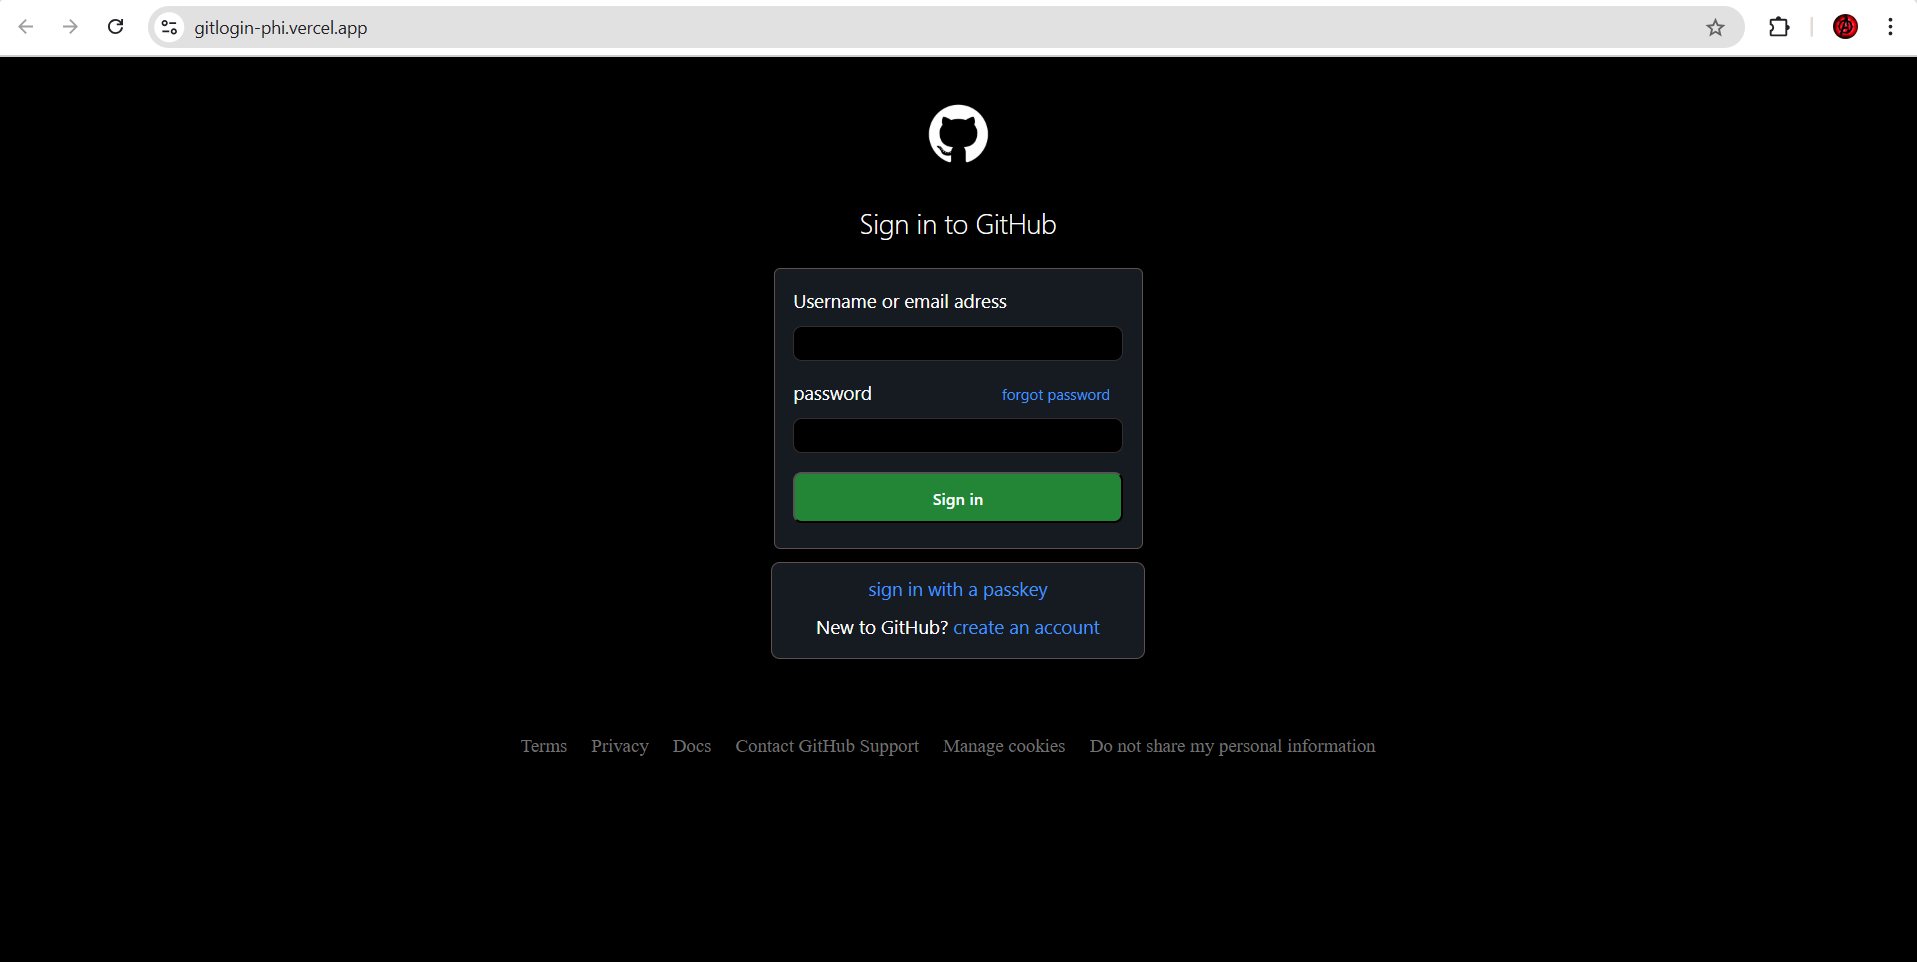 gitlogin-phi.vercel.app
Sign in to GitHub
Username or email adress
password forgot password
Sign in
sign in with a passkey
New to GitHub? create an account
Terms Privacy Docs Contact GitHub Support Manage cookies Do not share my personal information